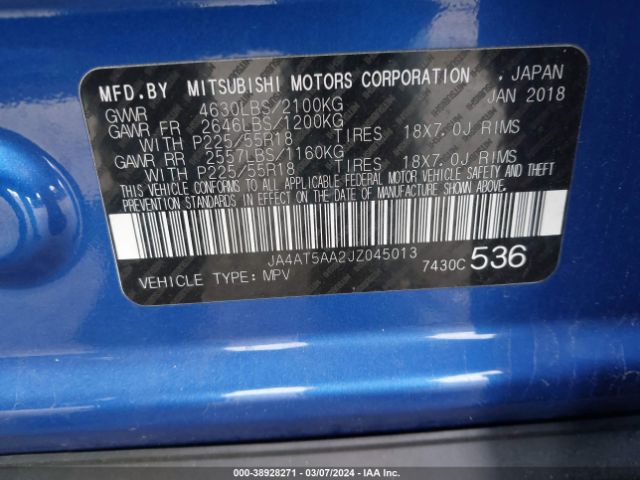 MFD.BY MITSUBISHI MOTORS CORPORATION , JAPAN
GVWR 4630LBS/2100KG JAN 2018
GAWR FR 2646LBS/1200KG
WITH P225/55R18 TIRES 18X7.0J RIMS
GAWR RR 2557LBS/1160KG
WITH P225/55R18 TIRES 18X7.0J RIMS
THIS VEHICLE CONFORMS TO ALL APPLICABLE FEDERAL MOTOR VEHICLE SAFETY AND THEFT
PREVENTION STANDARDS IN EFFECT ON THE DATE OF MANUFACTURE SHOWN ABOVE.
JA4AT5AA2JZ045013
VEHICLE TYPE: MPV 7430C 536
000-38928271 — 03/07/2024 — IAA Inc.